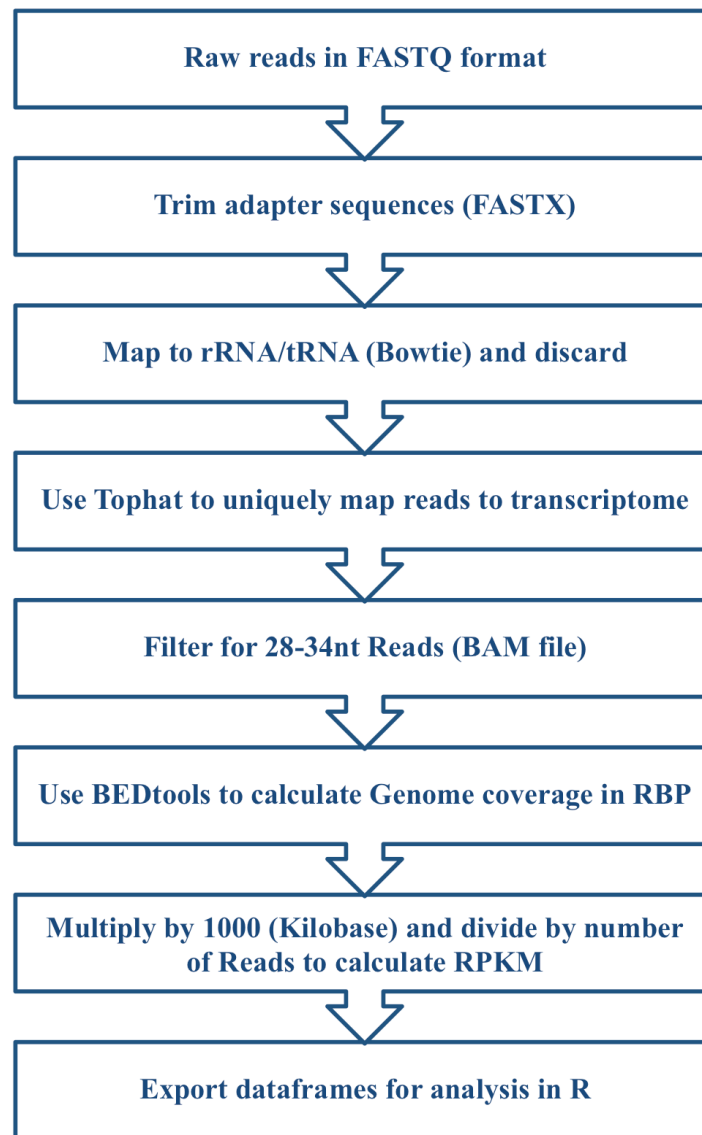 Raw reads in FASTQ format
Trim adapter sequences (FASTX)
Map to rRNA/tRNA (Bowtie) and discard
Use Tophat to uniquely map reads to transcriptome
Filter for 28-34nt Reads (BAM file)
Use BEDtools to calculate Genome coverage in RBP
Multiply by 1000 (Kilobase) and divide by number
of Reads to calculate RPKM
Export dataframes for analysis in R